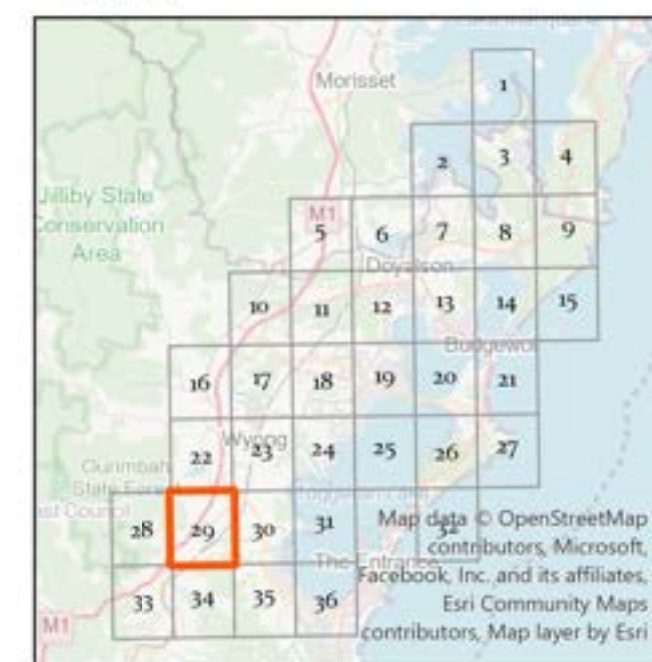 Morisset
1
2 3 4
Jilliby State
Conservation
Area
M1
5 6 7 8 9
Doyalson
10 11 12 13 14 15
Budgewoi
16 17 18 19 20 21
Wyong
22 23 24 25 26 27
Ourimbah
State Forest
28 29 30 31 32
The Entrance
33 34 35 36
M1
Map data © OpenStreetMap
contributors, Microsoft,
Facebook, Inc. and its affiliates,
Esri Community Maps
contributors, Map layer by Esri